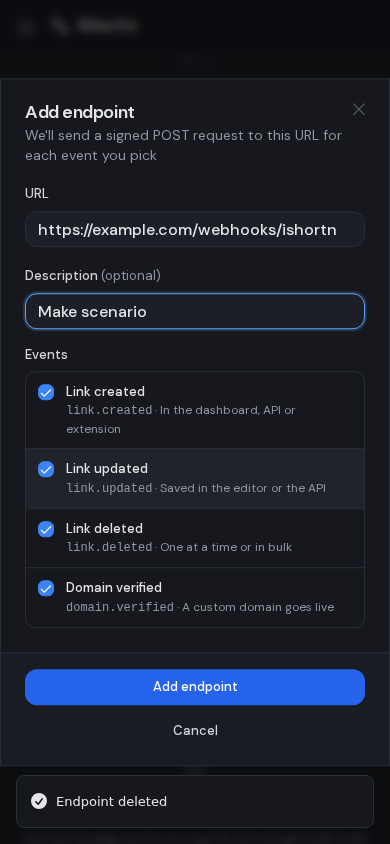 Add endpoint
We'll send a signed POST request to this URL for
each event you pick
URL
https://example.com/webhooks/ishortn
Description (optional)
Make scenario
Events
Link created
link.created · In the dashboard, API or
extension
Link updated
link.updated · Saved in the editor or the API
Link deleted
link.deleted · One at a time or in bulk
Domain verified
domain.verified · A custom domain goes live
Add endpoint
Cancel
Endpoint deleted